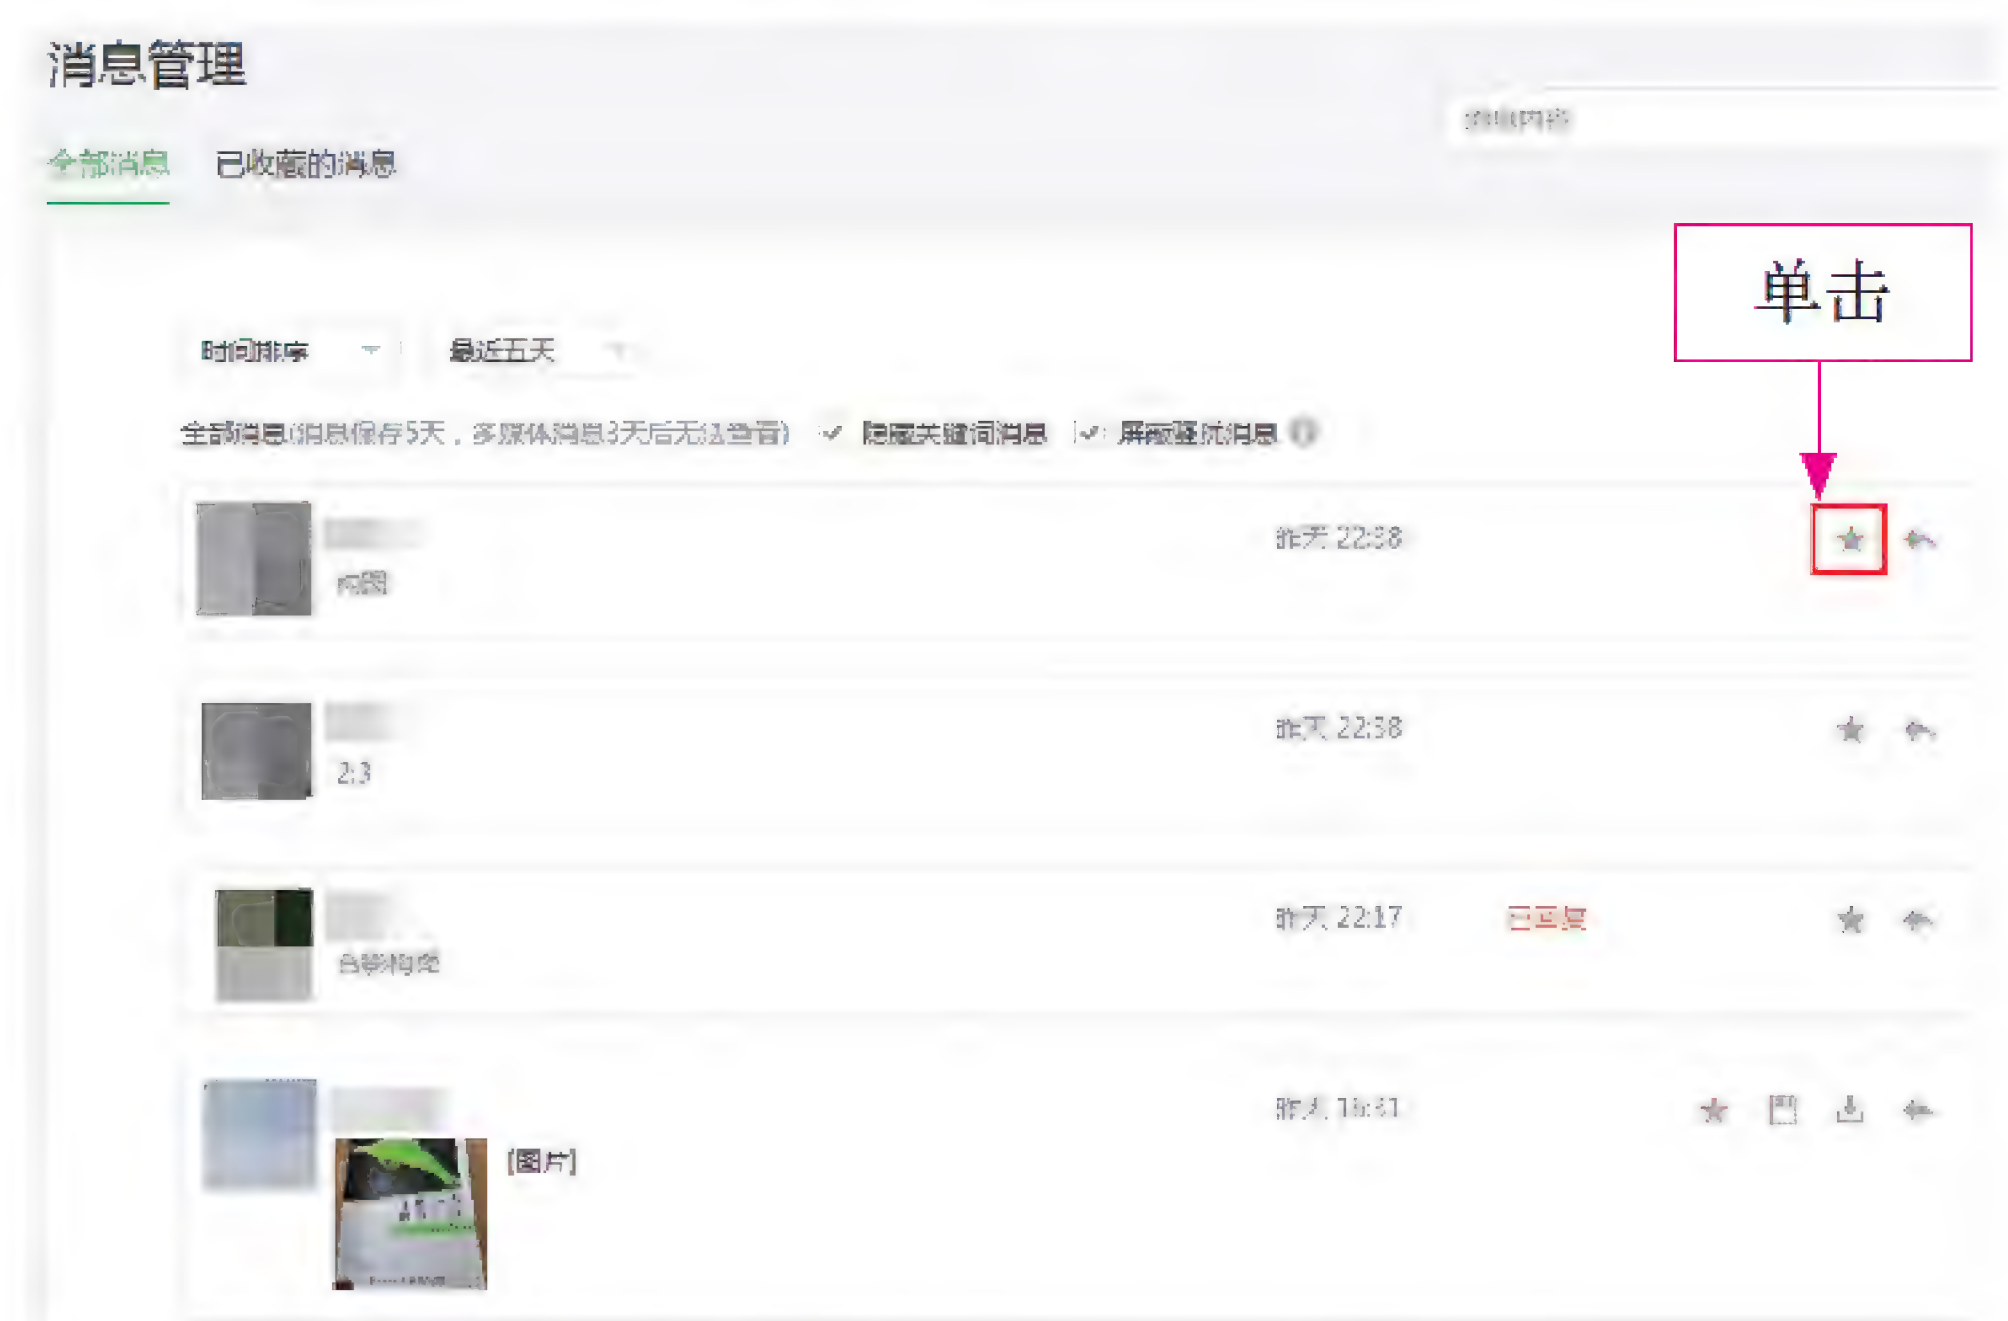 消息管理
全部消息 已收藏的消息
单击
时间排序 最近五天
全部消息(消息保存5天，多媒体消息3天后无法查看) 隐藏关键词消息 屏蔽骚扰消息
昨天 22:38
构图
昨天 22:38
2:3
昨天 22:17 已回复
昨天
[图片]